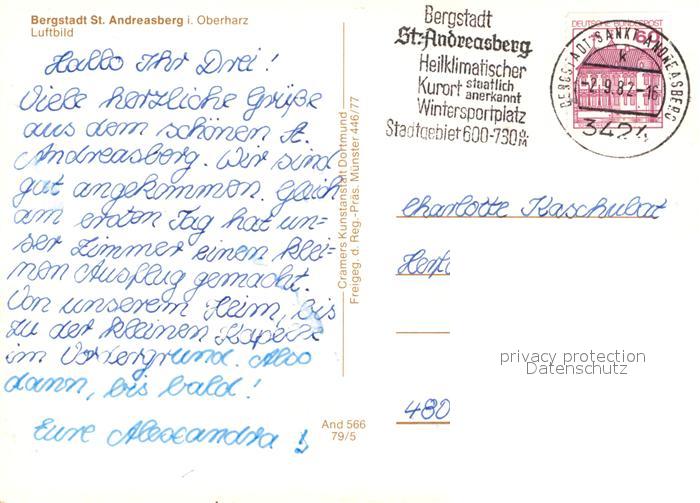 Bergstadt St. Andreasberg i. Oberharz
Luftbild
Hallo Ihr Drei!
Viele herzliche Grüße
aus dem schönen St.
Andreasberg. Wir sind
gut angekommen. Gleich
am ersten Tag hat un=
ser Zimmer einen klei=
nen Ausflug gemacht.
Von unserem Heim, bis
zu der kleinen Kapelle
im Vordergrund. Also
dann, bis bald!
Eure Alexandra!
Cramers Kunstanstalt Dortmund
Freigeg. d. Reg.-Präs. Münster 446/77
And 566
79/5
Bergstadt
St. Andreasberg
Heilklimatischer
Kurort staatlich anerkannt
Wintersportplatz
Stadtgebiet 600-730 ü. M
DEUTSCHE BUNDESPOST
60
BERGSTADT SANKT ANDREASBERG
k
-2.9.82-16
3424
Charlotte Kaschubat
480
privacy protection
Datenschutz